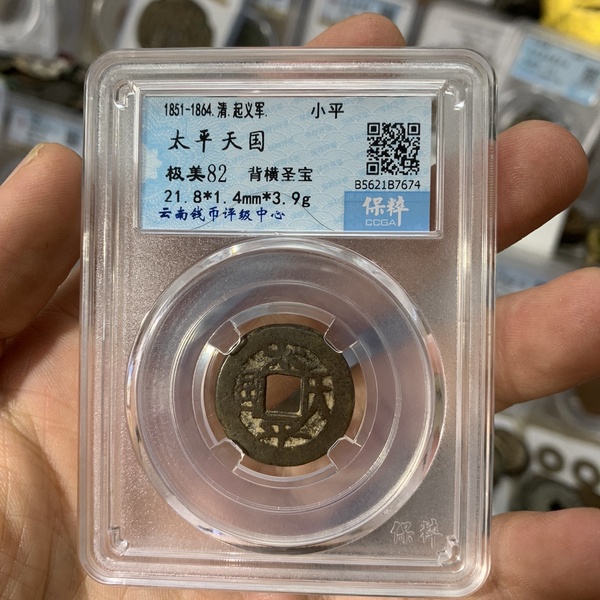 1851-1864.清.起义军. 小平
太平天国
极美82 背横圣宝
B5621B7674
21.8*1.4mm*3.9g
保粹
CCGA
云南钱币评级中心
保粹